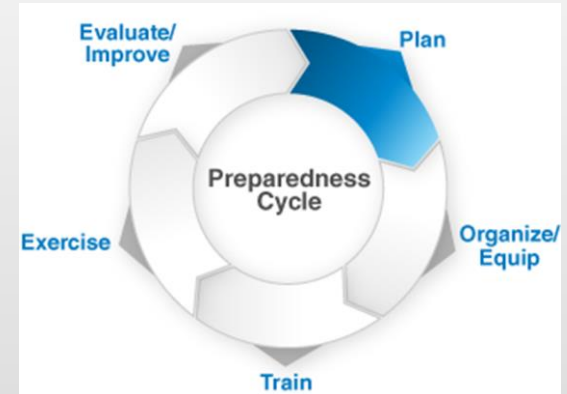 Evaluate/
Improve
Plan
Preparedness
Cycle
Exercise
Organize/
Equip
Train